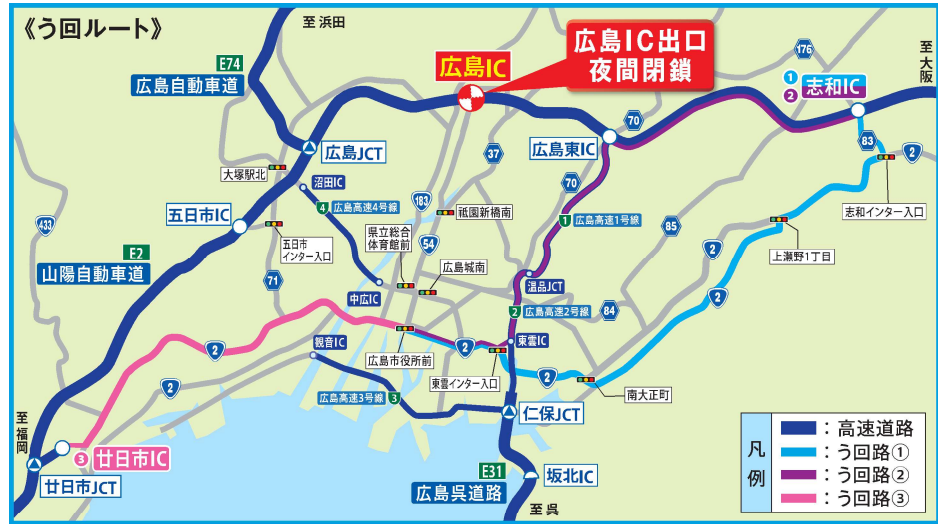 《う回ルート》
至浜田
E74
広島自動車道
広島IC
広島IC出口
夜間閉鎖
176
至大阪
①
②
志和IC
70
83
2
広島JCT
37
広島東IC
大塚駅北
沼田IC
4
広島高速4号線
183
祗園新橋南
70
志和インター入口
433
五日市IC
県立総合
体育館前
54
1
広島高速1号線
85
上瀬野1丁目
E2
山陽自動車道
五日市
インター入口
71
広島城南
温品JCT
2
2
中広IC
2
広島高速2号線
84
2
観音IC
広島市役所前
2
東雲IC
東雲インター入口
2
南大正町
2
広島高速3号線
3
仁保JCT
至福岡
③
廿日市IC
廿日市JCT
E31
広島呉道路
坂北IC
至呉
凡例
：高速道路
：う回路①
：う回路②
：う回路③